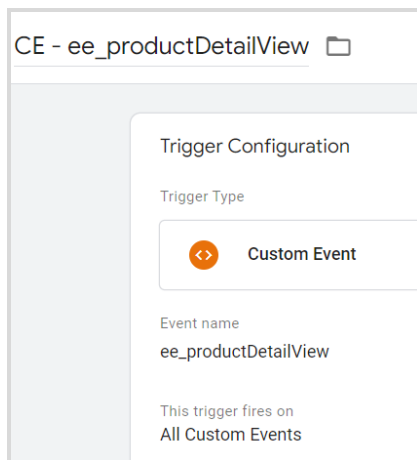 CE - ee_productDetailView
Trigger Configuration
Trigger Type
Custom Event
Event name
ee_productDetailView
This trigger fires on
All Custom Events